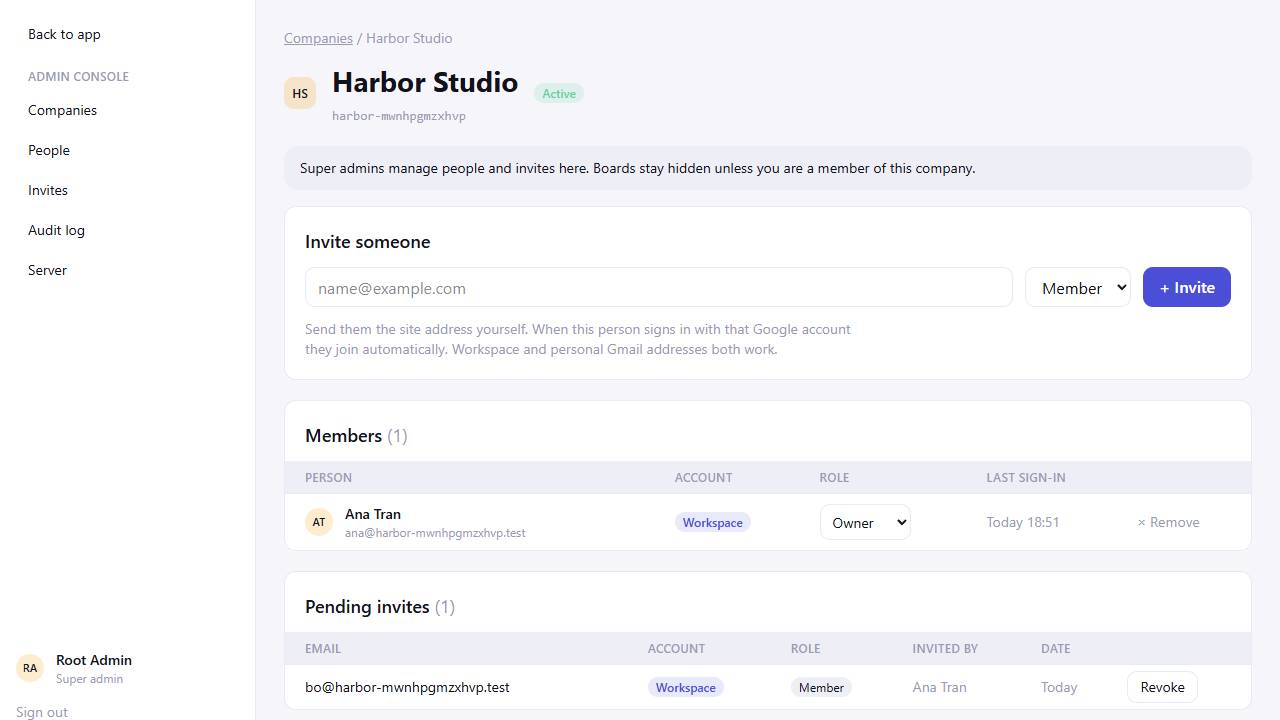 Back to app
ADMIN CONSOLE
Companies
People
Invites
Audit log
Server
RA
Root Admin
Super admin
Sign out
Companies / Harbor Studio
HS
Harbor Studio
Active
harbor-mwnhpgmzxhvp
Super admins manage people and invites here. Boards stay hidden unless you are a member of this company.
Invite someone
name@example.com
Member
+ Invite
Send them the site address yourself. When this person signs in with that Google account
they join automatically. Workspace and personal Gmail addresses both work.
Members (1)
PERSON ACCOUNT ROLE LAST SIGN-IN
AT
Ana Tran
ana@harbor-mwnhpgmzxhvp.test
Workspace
Owner
Today 18:51
× Remove
Pending invites (1)
EMAIL ACCOUNT ROLE INVITED BY DATE
bo@harbor-mwnhpgmzxhvp.test Workspace Member Ana Tran Today Revoke